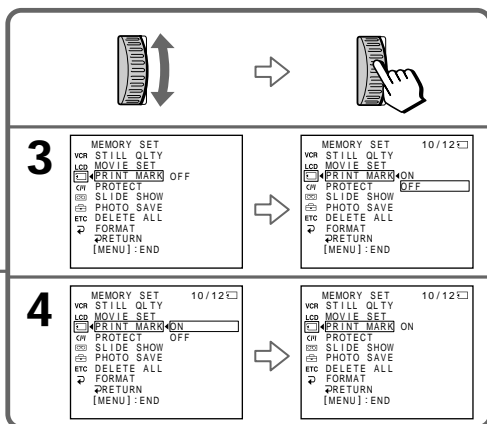 3
MEMORY SET
VCR STILL QLTY
LCD MOVIE SET
PRINT MARK OFF
PROTECT
SLIDE SHOW
PHOTO SAVE
ETC DELETE ALL
FORMAT
RETURN
[MENU] : END
MEMORY SET 10/12
VCR STILL QLTY
LCD MOVIE SET
PRINT MARK ON
PROTECT OFF
SLIDE SHOW
PHOTO SAVE
ETC DELETE ALL
FORMAT
RETURN
[MENU] : END
4
MEMORY SET 10/12
VCR STILL QLTY
LCD MOVIE SET
PRINT MARK ON
PROTECT OFF
SLIDE SHOW
PHOTO SAVE
ETC DELETE ALL
FORMAT
RETURN
[MENU] : END
MEMORY SET 10/12
VCR STILL QLTY
LCD MOVIE SET
PRINT MARK ON
PROTECT
SLIDE SHOW
PHOTO SAVE
ETC DELETE ALL
FORMAT
RETURN
[MENU] : END